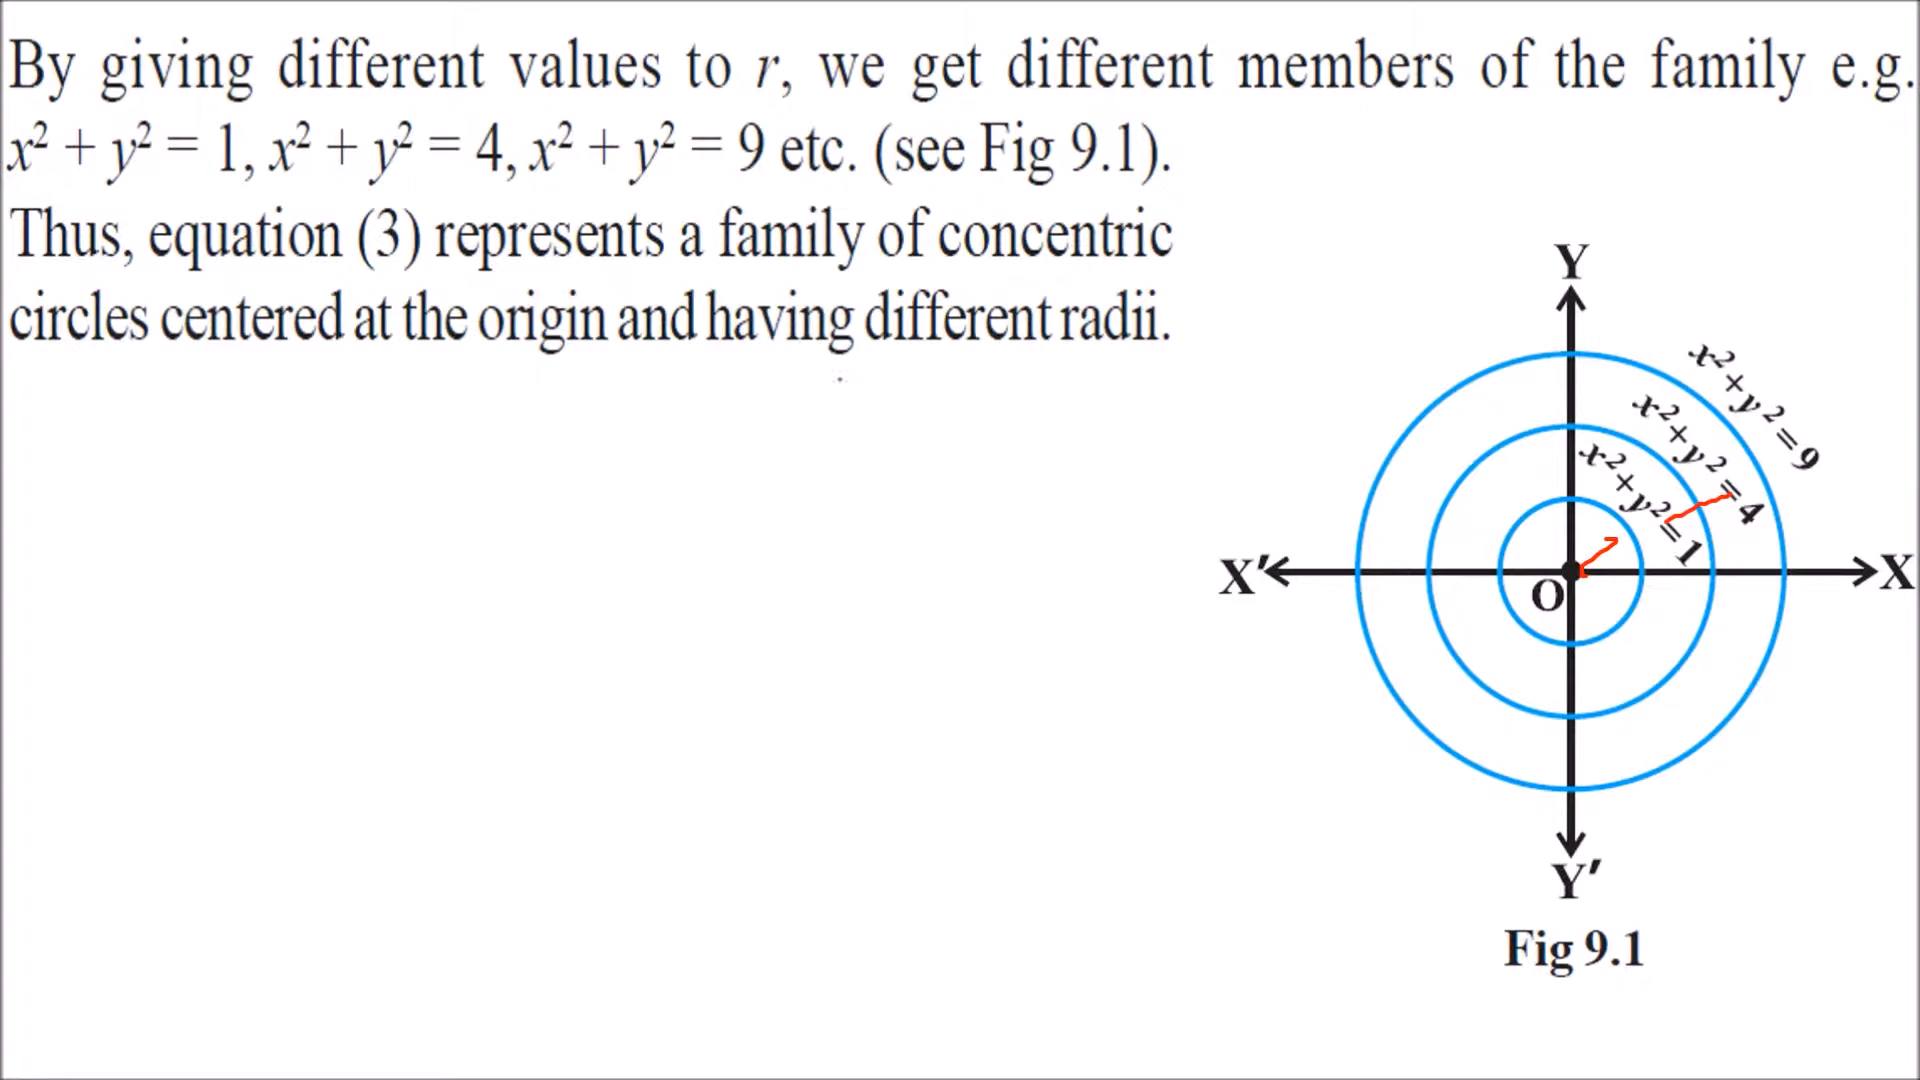 By giving different values to r, we get different members of the family e.g.
x² + y² = 1, x² + y² = 4, x² + y² = 9 etc. (see Fig 9.1).
Thus, equation (3) represents a family of concentric
circles centered at the origin and having different radii.
Y
x²+y²=9
x²+y²=4
x²+y²=1
X′
X
O
Y′
Fig 9.1